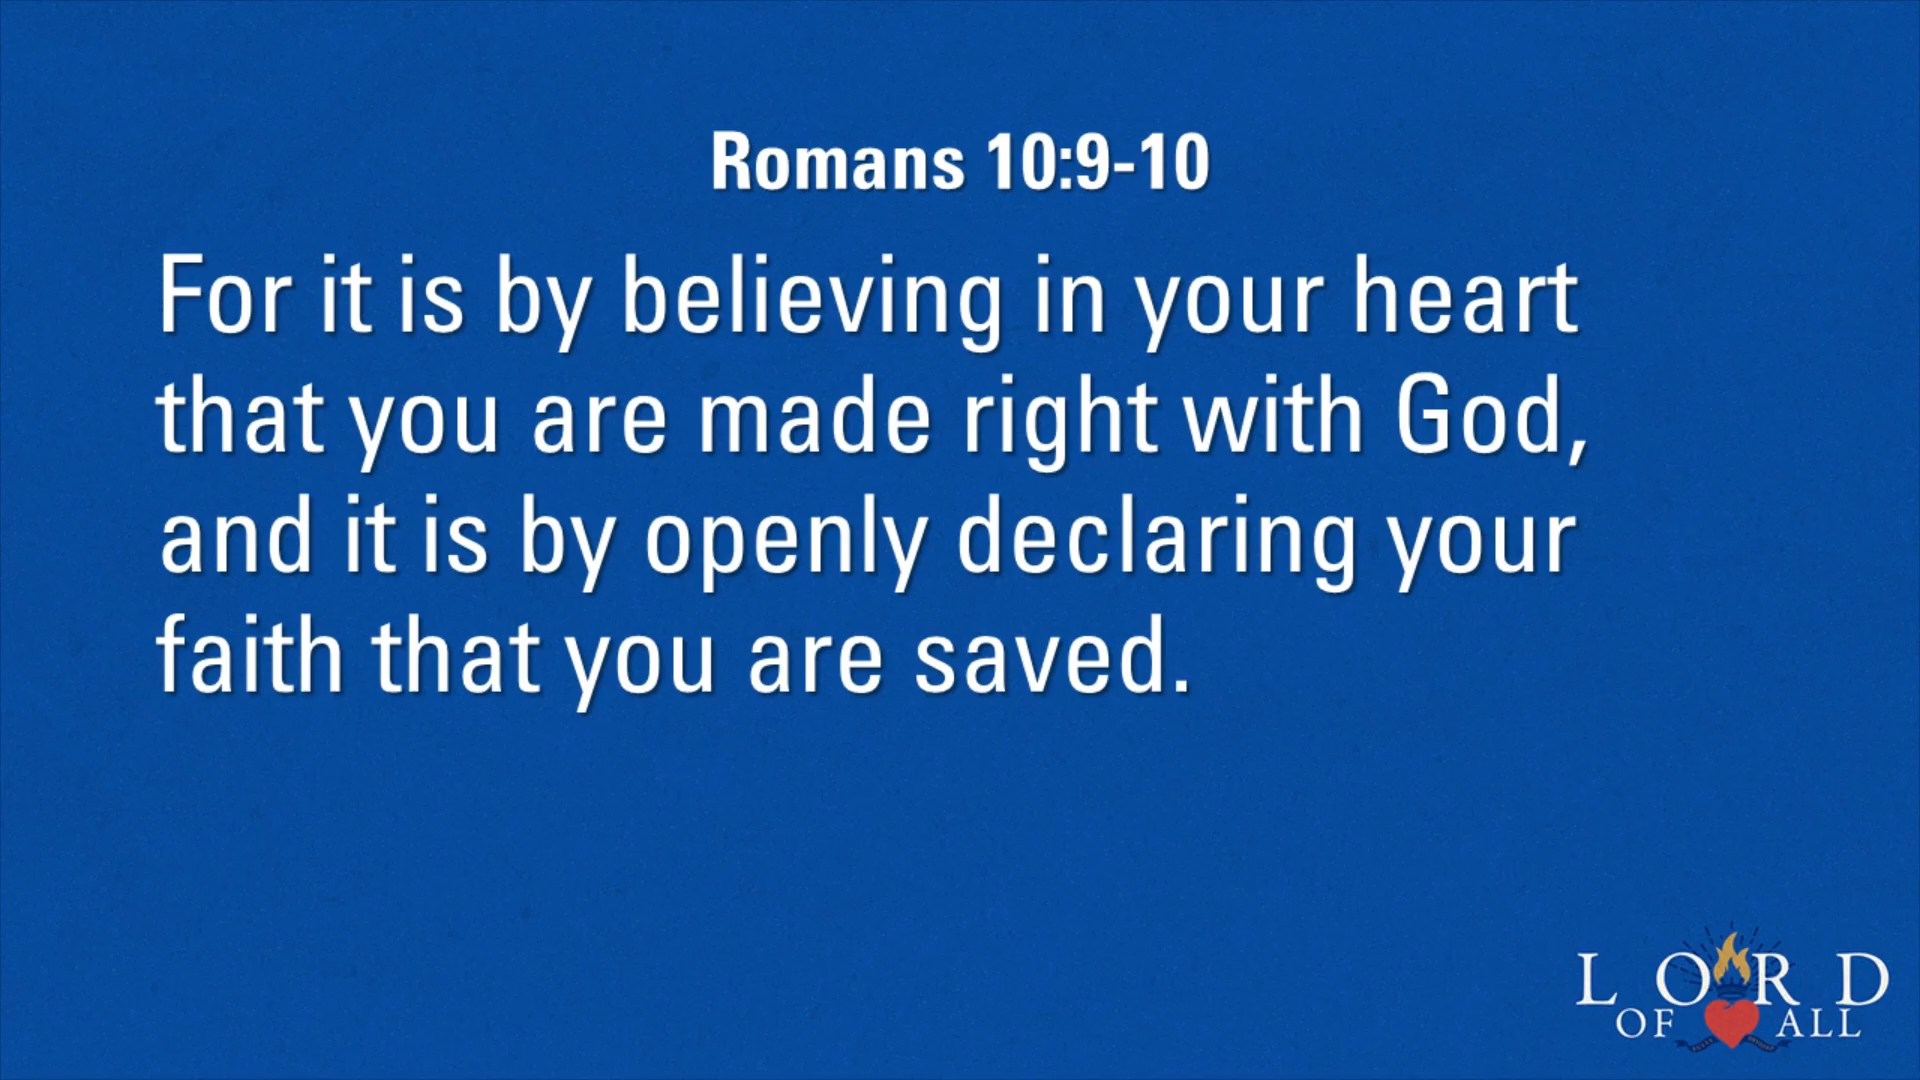 Romans 10:9-10
For it is by believing in your heart
that you are made right with God,
and it is by openly declaring your
faith that you are saved.
LORD
OF ALL